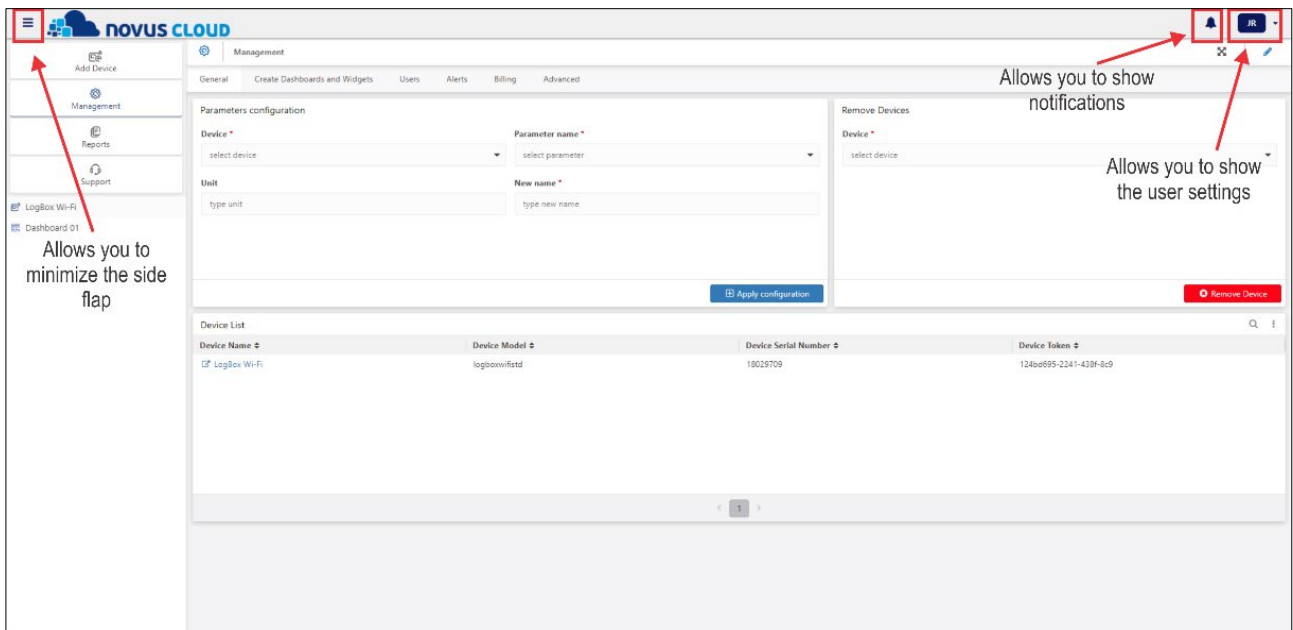 NOVUS CLOUD
JR
Add Device
Management
Reports
Support
LogBox Wi-Fi
Dashboard 01
Allows you to
minimize the side
flap
Management
General Create Dashboards and Widgets Users Alerts Billing Advanced
Allows you to show
notifications
Allows you to show
the user settings
Parameters configuration
Device * Parameter name *
select device select parameter
Unit New name *
type unit type new name
Apply configuration
Remove Devices
Device *
select device
Remove Device
Device List
Device Name Device Model Device Serial Number Device Token
LogBox Wi-Fi logboxwifistd 18029709 124bd695-2241-438f-8c9
1